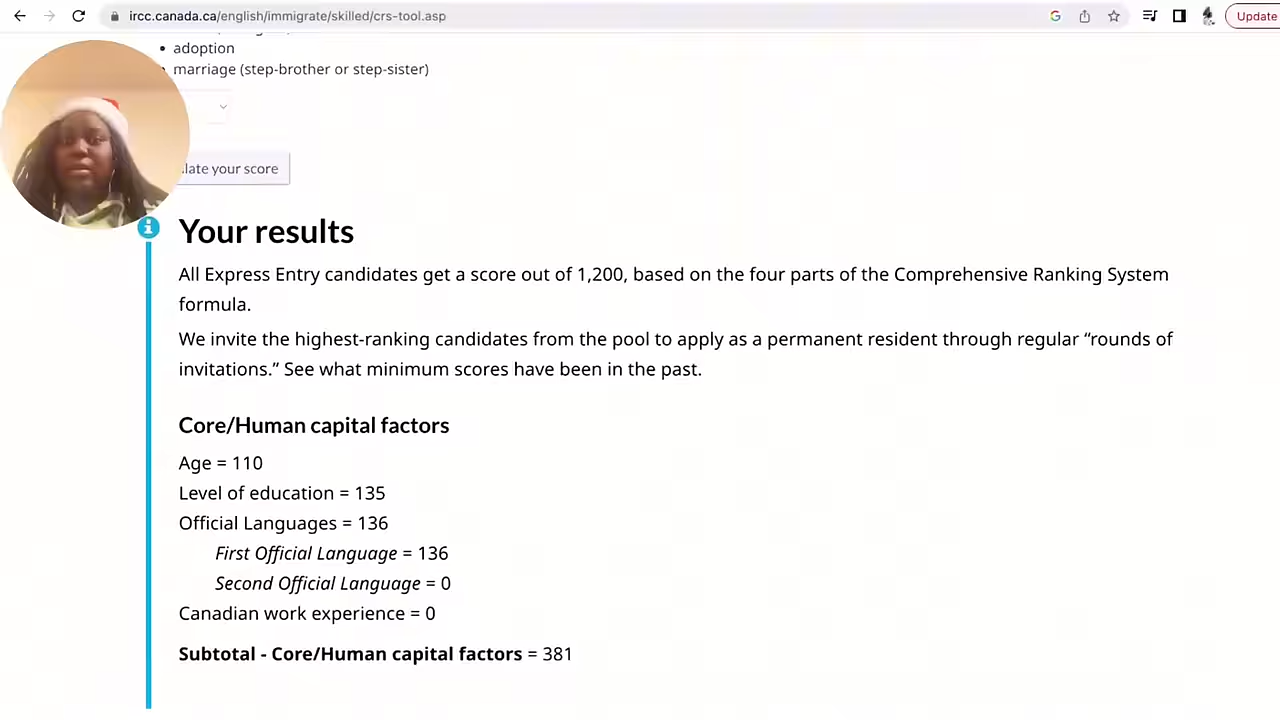 ircc.canada.ca/english/immigrate/skilled/crs-tool.asp
Update
adoption
marriage (step-brother or step-sister)
your score
Your results
All Express Entry candidates get a score out of 1,200, based on the four parts of the Comprehensive Ranking System
formula.
We invite the highest-ranking candidates from the pool to apply as a permanent resident through regular “rounds of
invitations.” See what minimum scores have been in the past.
Core/Human capital factors
Age = 110
Level of education = 135
Official Languages = 136
First Official Language = 136
Second Official Language = 0
Canadian work experience = 0
Subtotal - Core/Human capital factors = 381